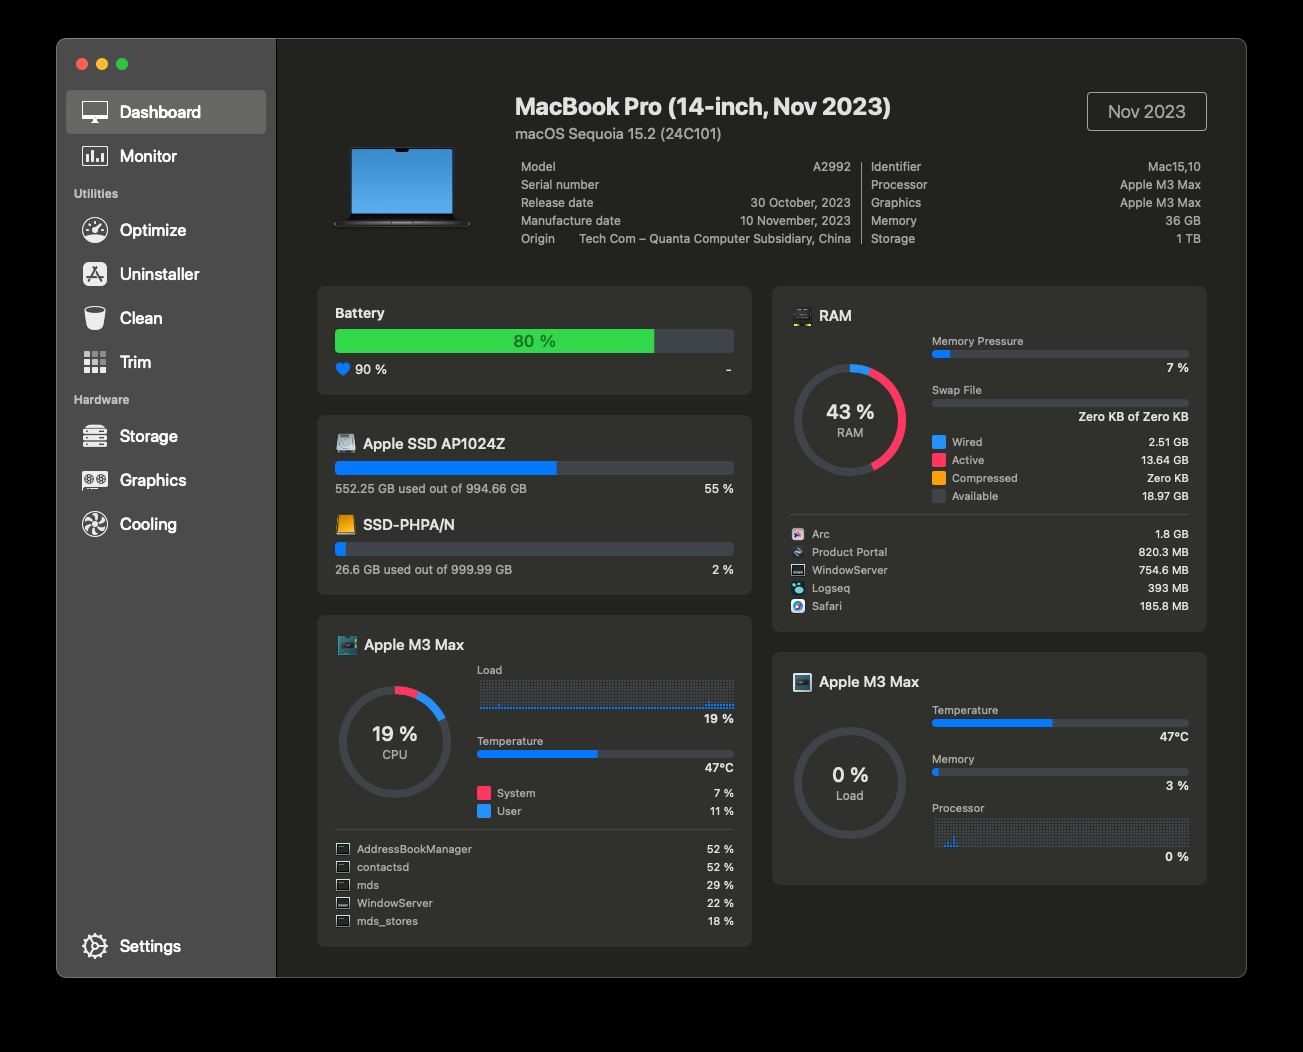 Dashboard
Monitor
Utilities
Optimize
Uninstaller
Clean
Trim
Hardware
Storage
Graphics
Cooling
Settings
MacBook Pro (14-inch, Nov 2023)
macOS Sequoia 15.2 (24C101)
Nov 2023
Model A2992
Serial number
Release date 30 October, 2023
Manufacture date 10 November, 2023
Origin Tech Com – Quanta Computer Subsidiary, China
Identifier Mac15,10
Processor Apple M3 Max
Graphics Apple M3 Max
Memory 36 GB
Storage 1 TB
Battery
80 %
90 % -
Apple SSD AP1024Z
552.25 GB used out of 994.66 GB 55 %
SSD-PHPA/N
26.6 GB used out of 999.99 GB 2 %
Apple M3 Max
19 %
CPU
Load
19 %
Temperature
47°C
System 7 %
User 11 %
AddressBookManager 52 %
contactsd 52 %
mds 29 %
WindowServer 22 %
mds_stores 18 %
RAM
43 %
RAM
Memory Pressure
7 %
Swap File
Zero KB of Zero KB
Wired 2.51 GB
Active 13.64 GB
Compressed Zero KB
Available 18.97 GB
Arc 1.8 GB
Product Portal 820.3 MB
WindowServer 754.6 MB
Logseq 393 MB
Safari 185.8 MB
Apple M3 Max
0 %
Load
Temperature
47°C
Memory
3 %
Processor
0 %